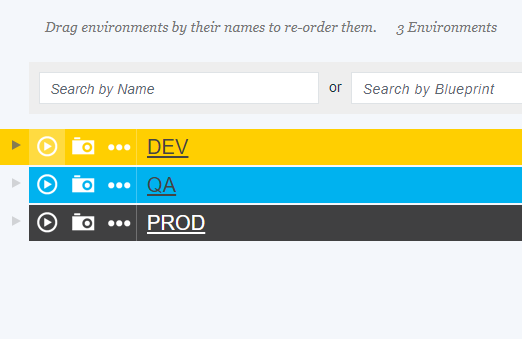 Drag environments by their names to re-order them. 3 Environments
Search by Name or Search by Blueprint
DEV
QA
PROD